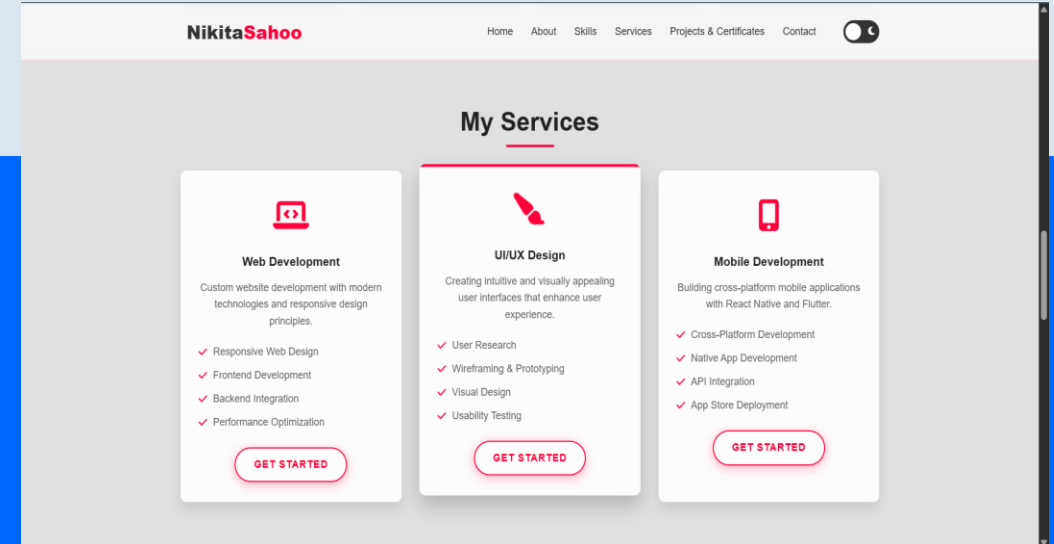 NikitaSahoo
Home About Skills Services Projects & Certificates Contact
My Services
Web Development
Custom website development with modern
technologies and responsive design
principles.
Responsive Web Design
Frontend Development
Backend Integration
Performance Optimization
GET STARTED
UI/UX Design
Creating intuitive and visually appealing
user interfaces that enhance user
experience.
User Research
Wireframing & Prototyping
Visual Design
Usability Testing
GET STARTED
Mobile Development
Building cross-platform mobile applications
with React Native and Flutter.
Cross-Platform Development
Native App Development
API Integration
App Store Deployment
GET STARTED